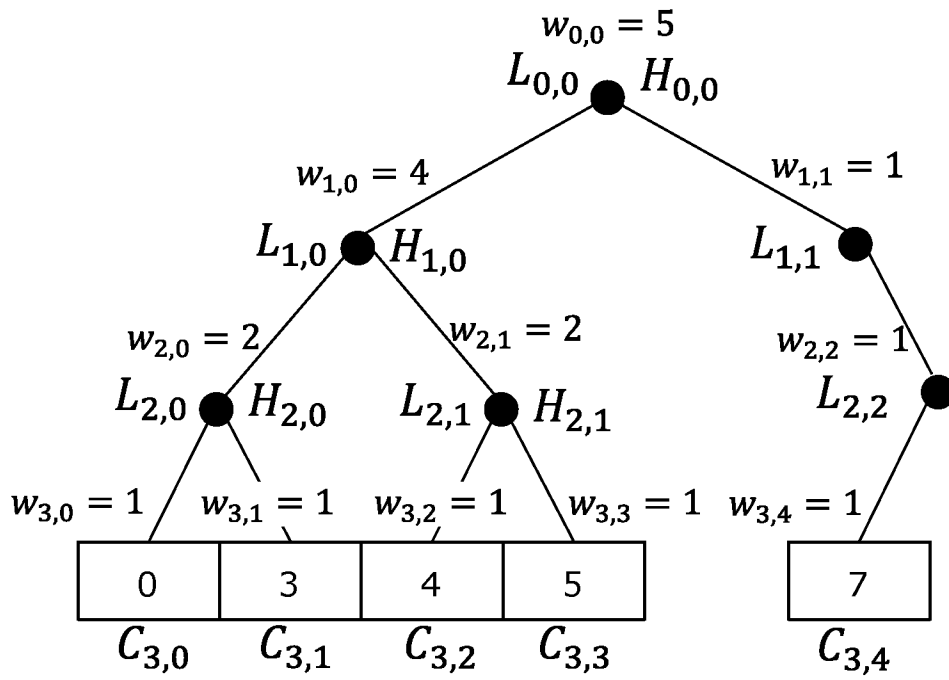 w₀,₀ = 5
L₀,₀ H₀,₀
w₁,₀ = 4
w₁,₁ = 1
L₁,₀ H₁,₀
L₁,₁
w₂,₀ = 2
w₂,₁ = 2
w₂,₂ = 1
L₂,₀ H₂,₀
L₂,₁ H₂,₁
L₂,₂
w₃,₀ = 1
w₃,₁ = 1
w₃,₂ = 1
w₃,₃ = 1
w₃,₄ = 1
0 3 4 5 7
C₃,₀ C₃,₁ C₃,₂ C₃,₃ C₃,₄